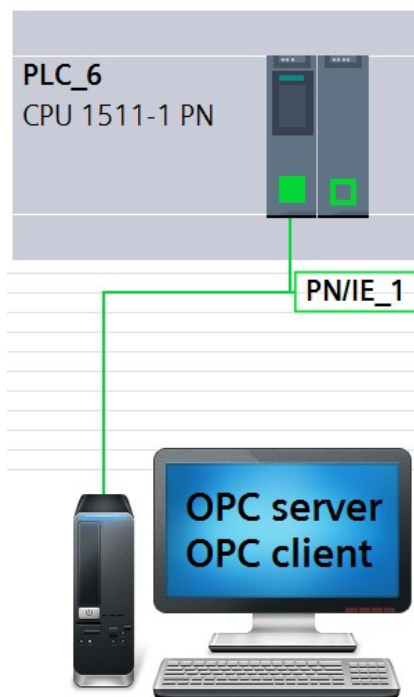 PLC_6
CPU 1511-1 PN
PN/IE_1
OPC server
OPC client